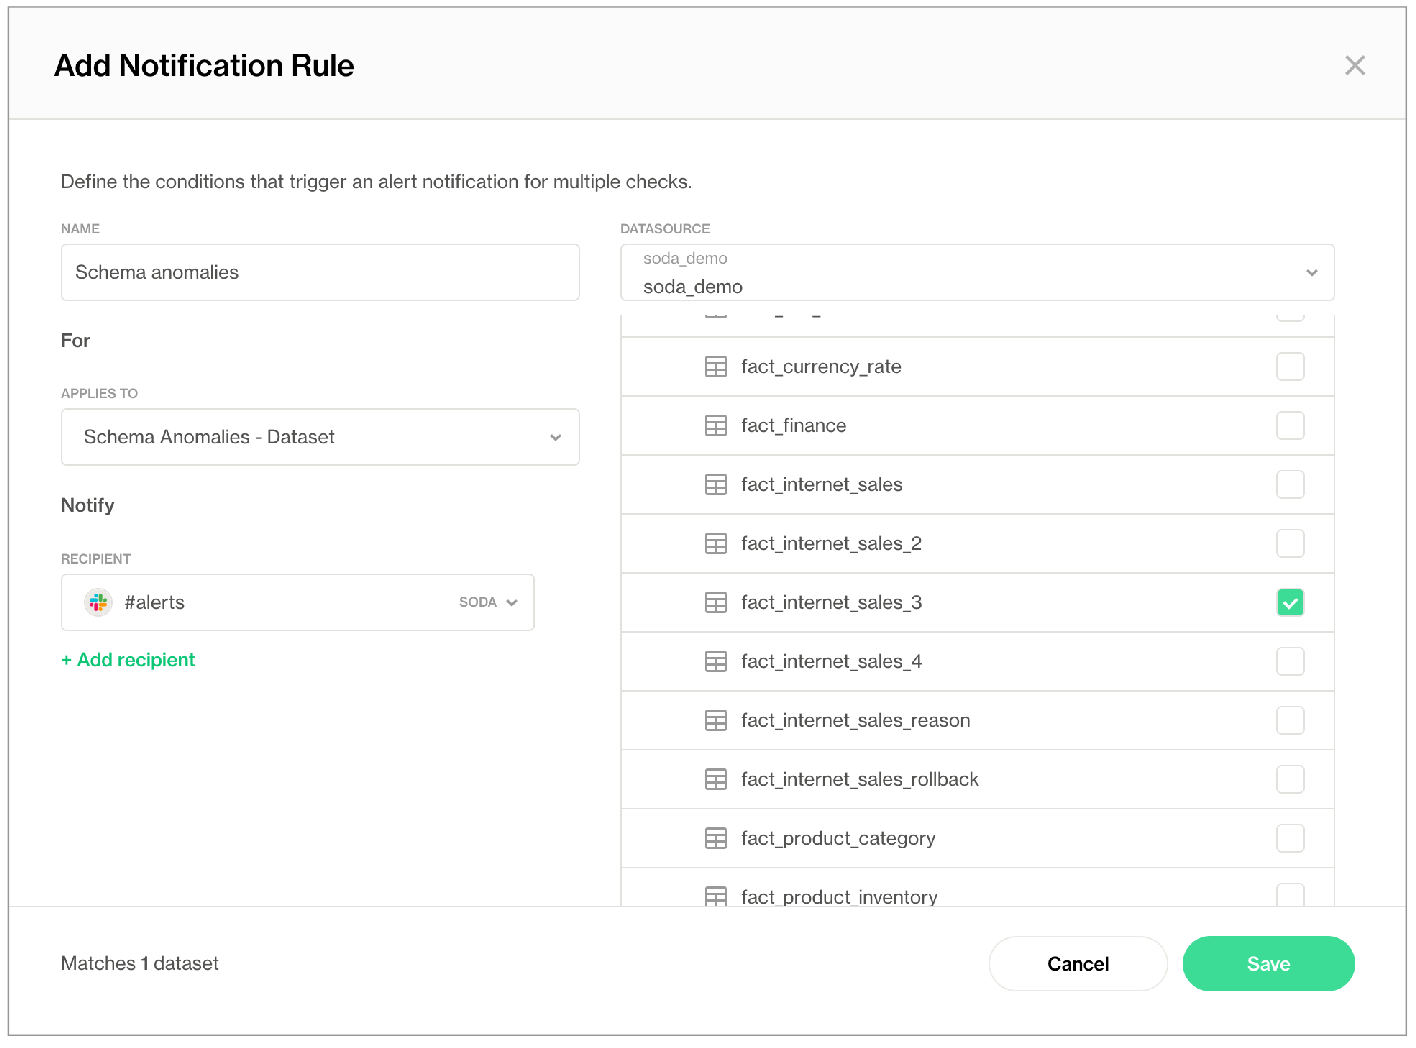 Add Notification Rule
Define the conditions that trigger an alert notification for multiple checks.
NAME
Schema anomalies
For
APPLIES TO
Schema Anomalies - Dataset
Notify
RECIPIENT
#alerts SODA
+ Add recipient
DATASOURCE
soda_demo
soda_demo
fact_currency_rate
fact_finance
fact_internet_sales
fact_internet_sales_2
fact_internet_sales_3
fact_internet_sales_4
fact_internet_sales_reason
fact_internet_sales_rollback
fact_product_category
fact_product_inventory
Matches 1 dataset
Cancel
Save